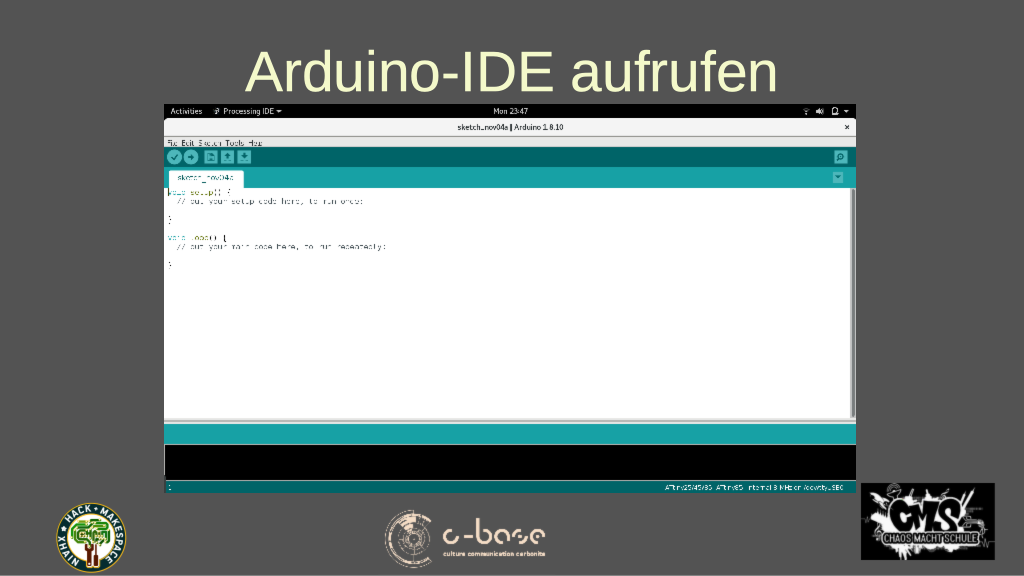 Arduino-IDE aufrufen
Activities Processing IDE Mon 23:47
sketch_nov04a | Arduino 1.8.10
File Edit Sketch Tools Help
sketch_nov04a
void setup() {
// put your setup code here, to run once:
}
void loop() {
// put your main code here, to run repeatedly:
}
1 ATtiny25/45/85, ATtiny85, Internal 8 MHz on
HACK + MAKESPACE
XHAIN
c-base
culture communication carbonite
CMS
CHAOS MACHT SCHULE